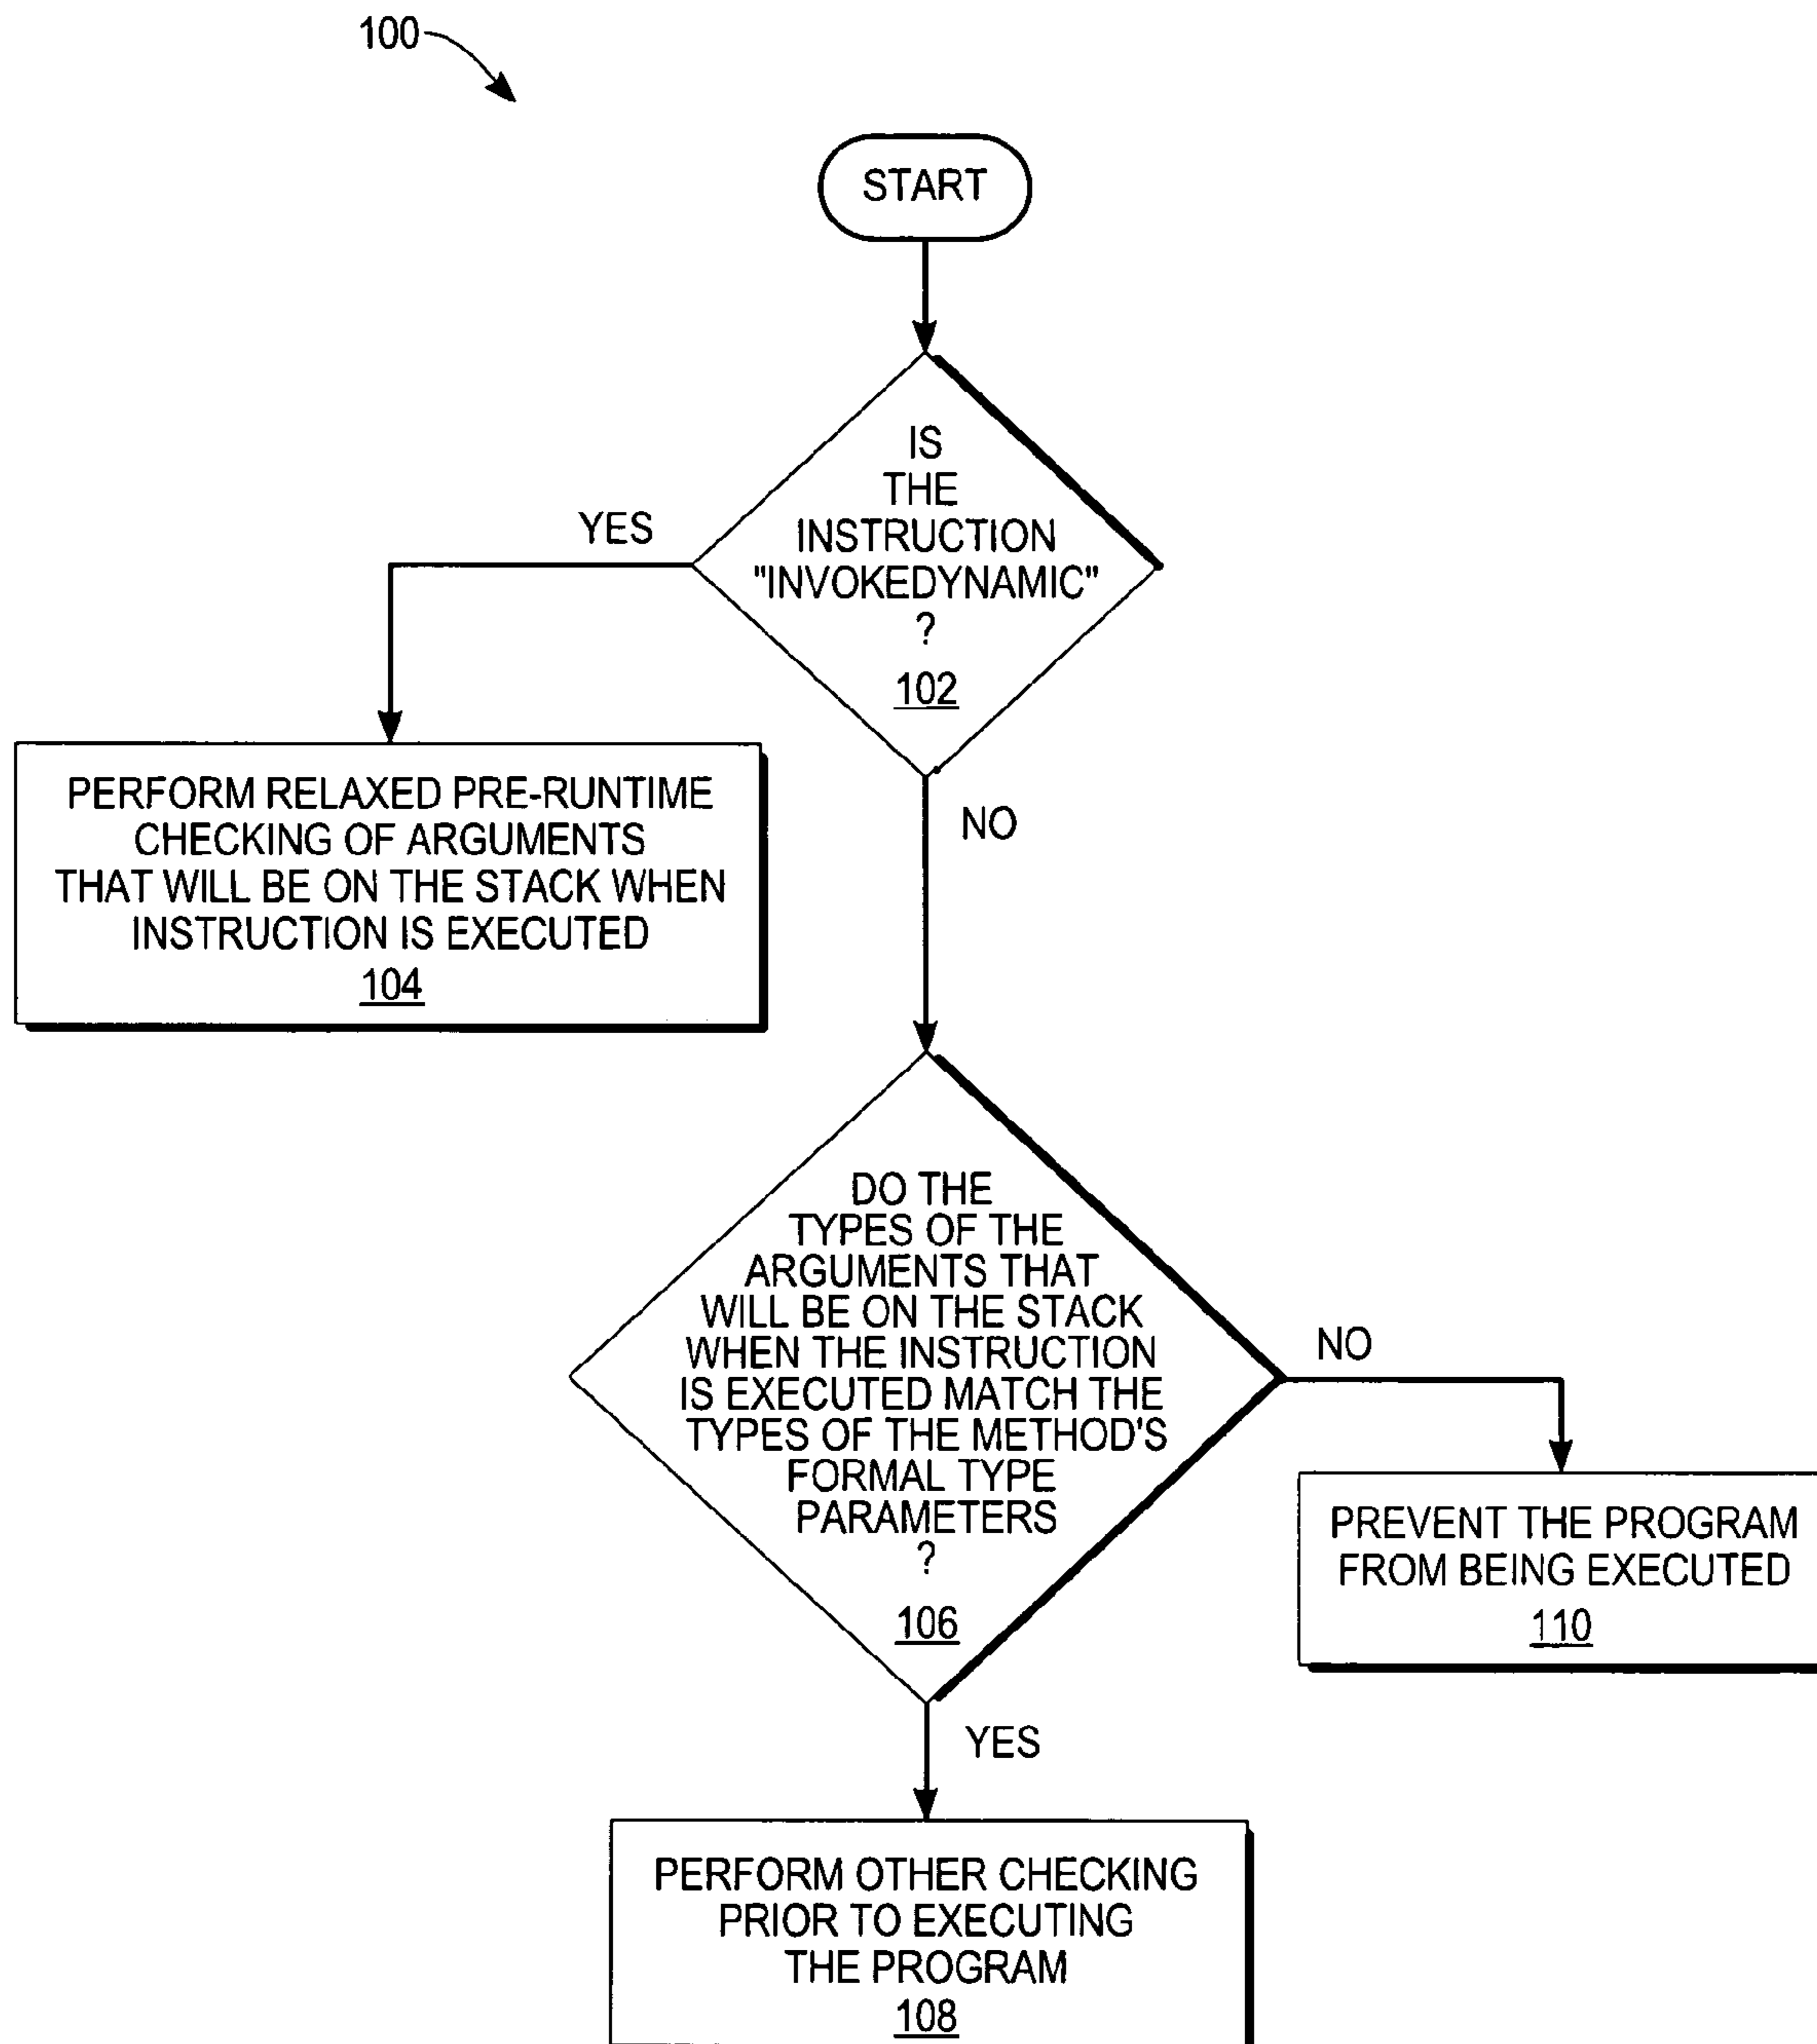 100
START
IS
THE
INSTRUCTION
"INVOKEDYNAMIC"
?
102
YES
NO
PERFORM RELAXED PRE-RUNTIME
CHECKING OF ARGUMENTS
THAT WILL BE ON THE STACK WHEN
INSTRUCTION IS EXECUTED
104
DO THE
TYPES OF THE
ARGUMENTS THAT
WILL BE ON THE STACK
WHEN THE INSTRUCTION
IS EXECUTED MATCH THE
TYPES OF THE METHOD'S
FORMAL TYPE
PARAMETERS
?
106
NO
PREVENT THE PROGRAM
FROM BEING EXECUTED
110
YES
PERFORM OTHER CHECKING
PRIOR TO EXECUTING
THE PROGRAM
108